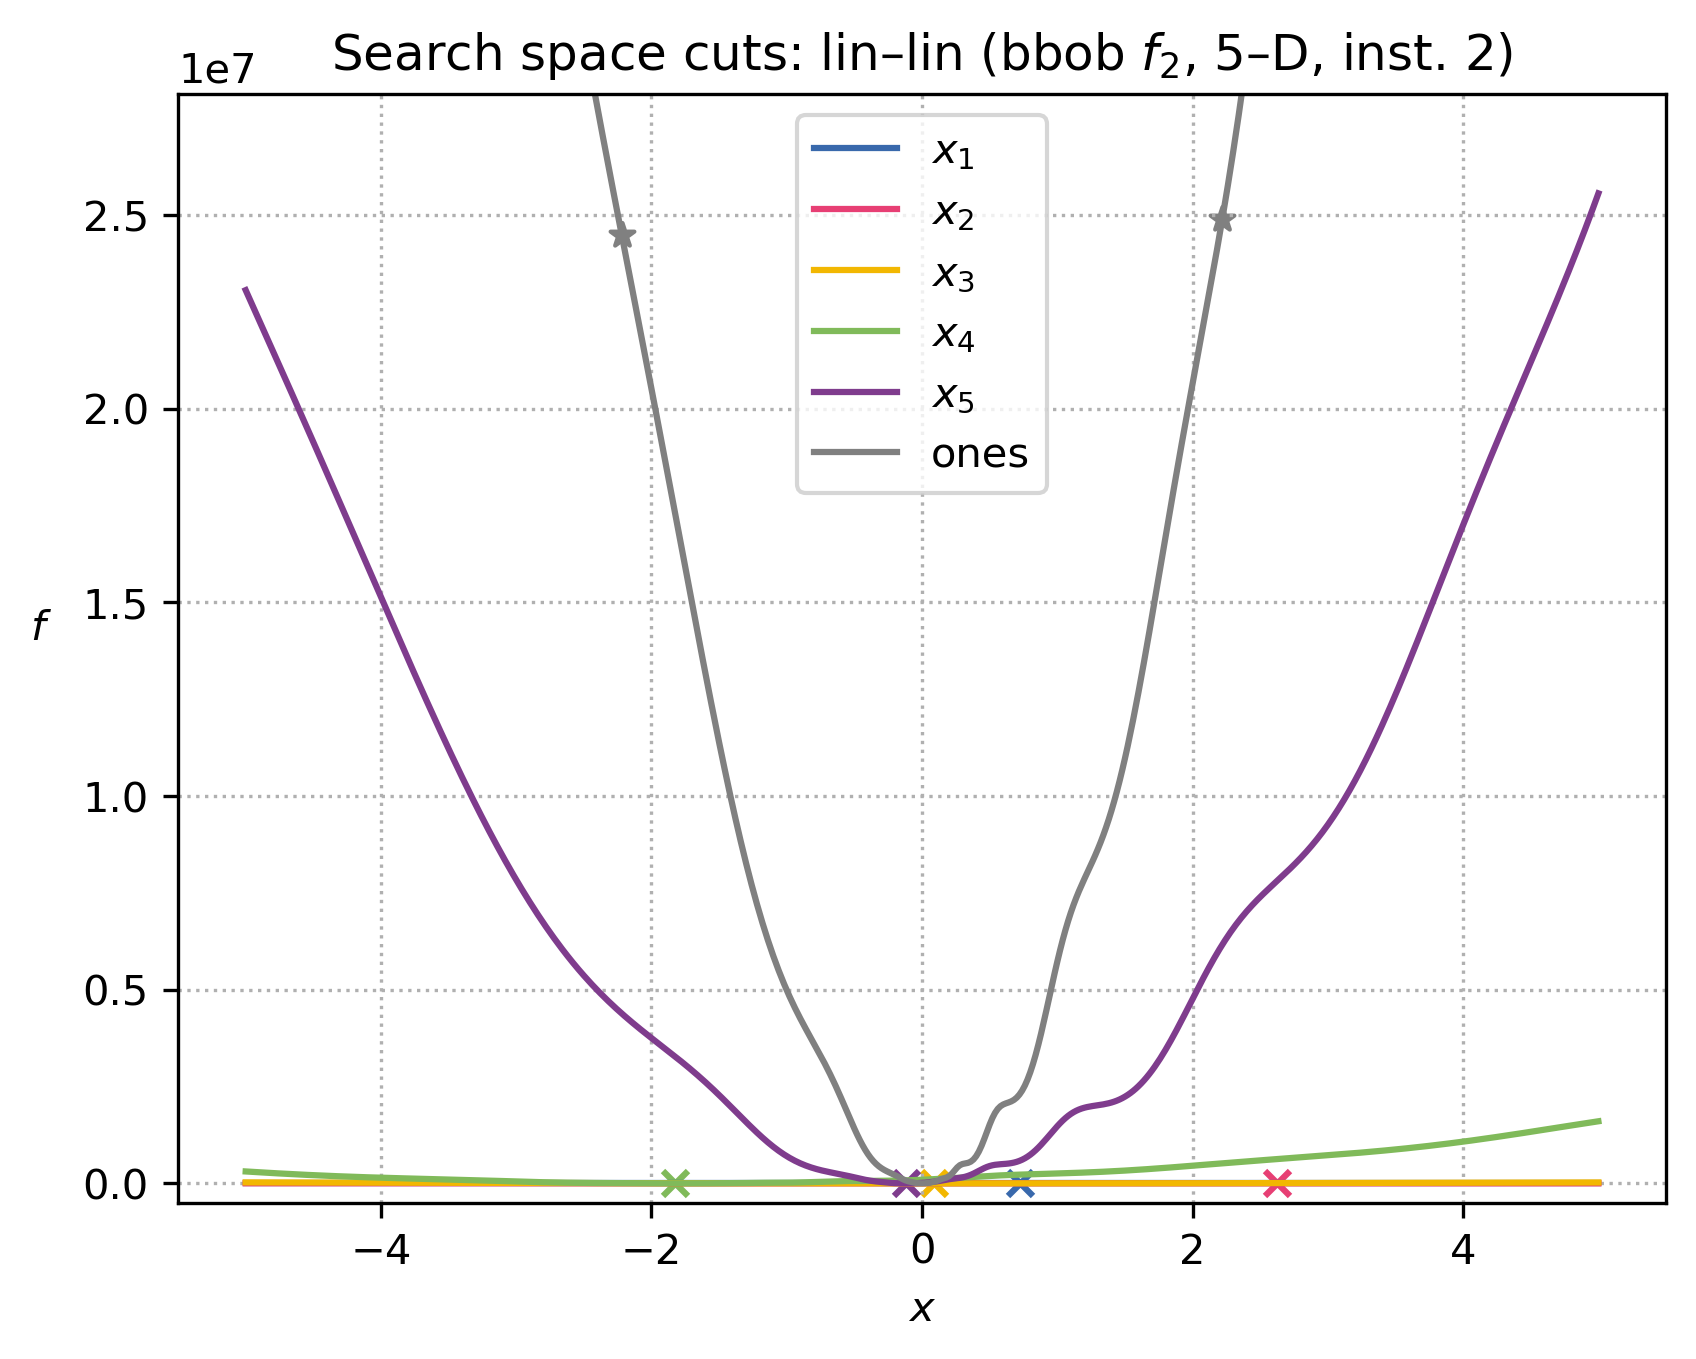 Search space cuts: lin–lin (bbob f₂, 5–D, inst. 2)
1e7
2.5
2.0
1.5
1.0
0.5
0.0
f
x₁
x₂
x₃
x₄
x₅
ones
−4
−2
0
2
4
x